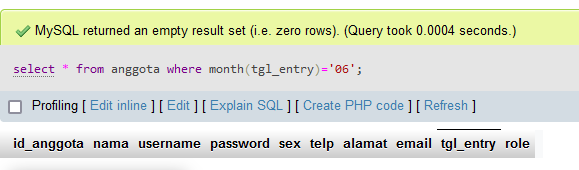 MySQL returned an empty result set (i.e. zero rows). (Query took 0.0004 seconds.)
select * from anggota where month(tgl_entry)='06';
Profiling [ Edit inline ] [ Edit ] [ Explain SQL ] [ Create PHP code ] [ Refresh ]
id_anggota nama username password sex telp alamat email tgl_entry role